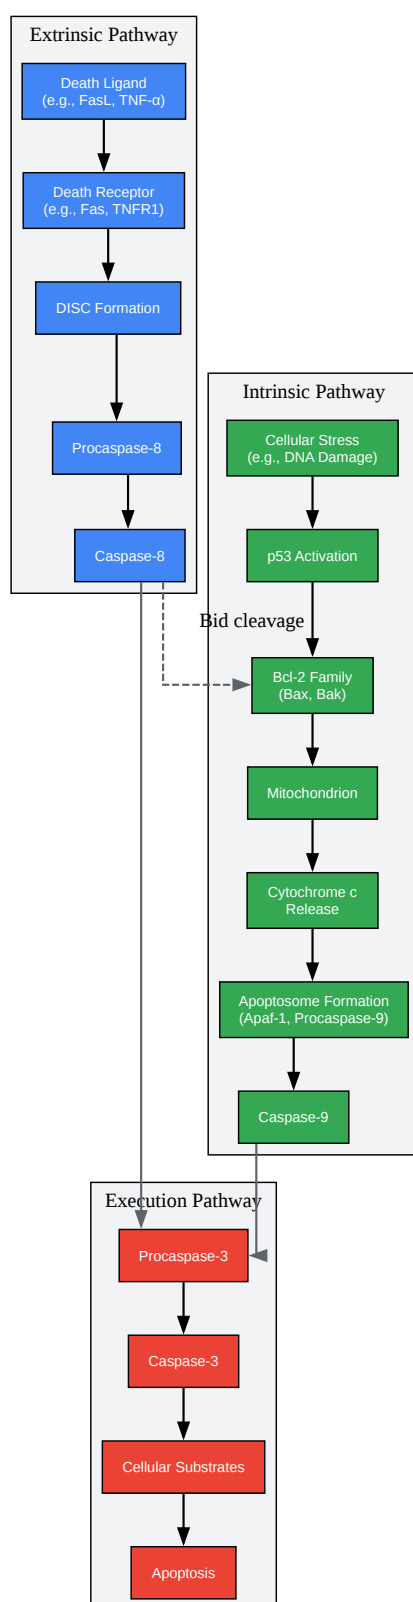 Extrinsic Pathway
Death Ligand
(e.g., FasL, TNF-α)
Death Receptor
(e.g., Fas, TNFR1)
DISC Formation
Procaspase-8
Caspase-8
Intrinsic Pathway
Cellular Stress
(e.g., DNA Damage)
p53 Activation
Bid cleavage
Bcl-2 Family
(Bax, Bak)
Mitochondrion
Cytochrome c
Release
Apoptosome Formation
(Apaf-1, Procaspase-9)
Caspase-9
Execution Pathway
Procaspase-3
Caspase-3
Cellular Substrates
Apoptosis